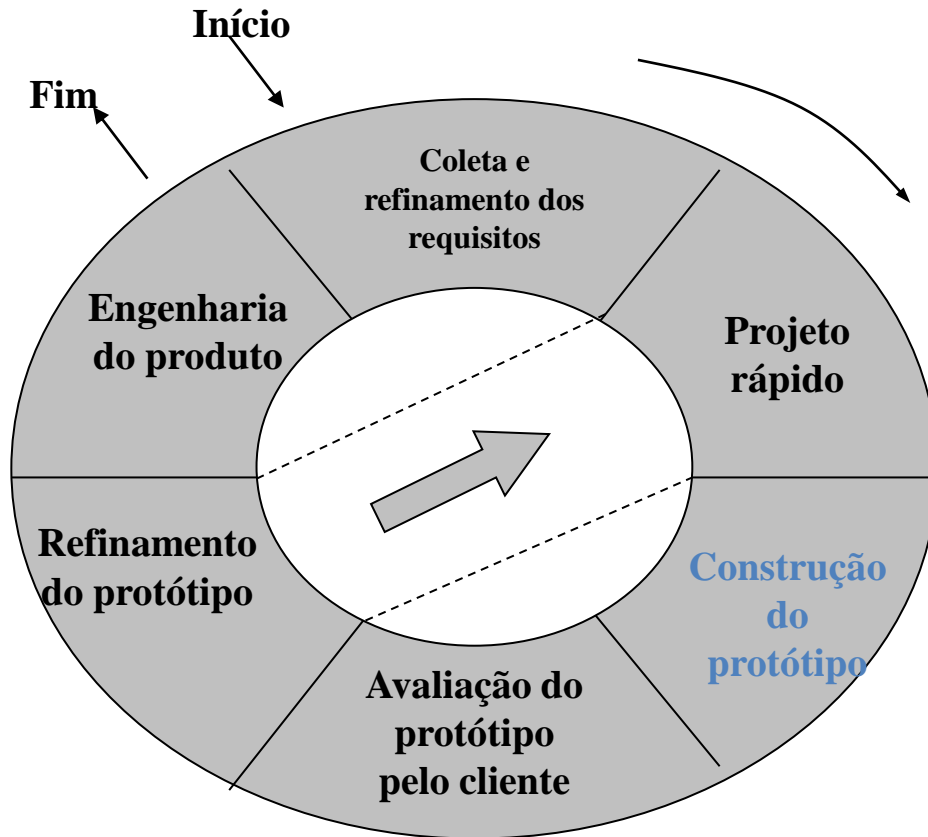 Início
Fim
Coleta e
refinamento dos
requisitos
Projeto
rápido
Construção
do
protótipo
Avaliação do
protótipo
pelo cliente
Refinamento
do protótipo
Engenharia
do produto